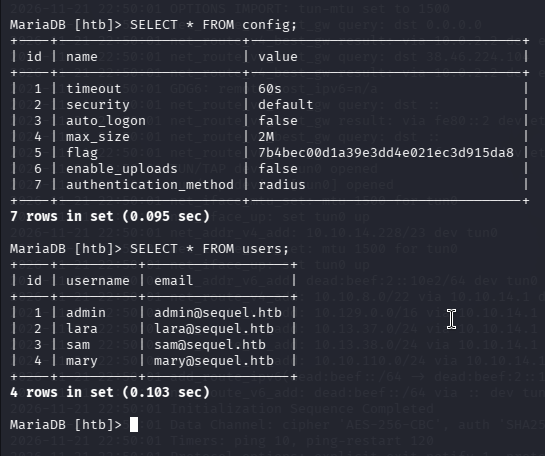 MariaDB [htb]> SELECT * FROM config;
+----+-----------------------+----------------------------------+
| id | name                  | value                            |
+----+-----------------------+----------------------------------+
|  1 | timeout               | 60s                              |
|  2 | security              | default                          |
|  3 | auto_logon            | false                            |
|  4 | max_size              | 2M                               |
|  5 | flag                  | 7b4bec00d1a39e3dd4e021ec3d915da8 |
|  6 | enable_uploads        | false                            |
|  7 | authentication_method | radius                           |
+----+-----------------------+----------------------------------+
7 rows in set (0.095 sec)
MariaDB [htb]> SELECT * FROM users;
+----+----------+------------------+
| id | username | email            |
+----+----------+------------------+
|  1 | admin    | admin@sequel.htb |
|  2 | lara     | lara@sequel.htb  |
|  3 | sam      | sam@sequel.htb   |
|  4 | mary     | mary@sequel.htb  |
+----+----------+------------------+
4 rows in set (0.103 sec)
MariaDB [htb]>